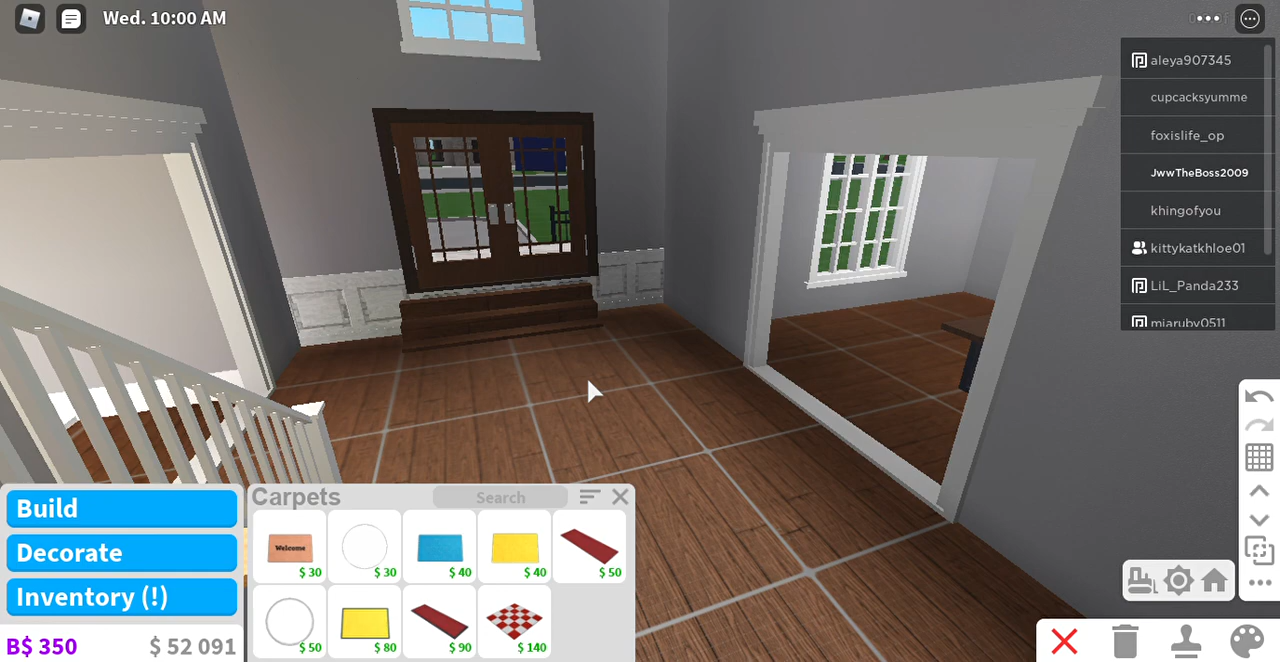 Wed. 10:00 AM
aleya907345
cupcacksyumme
foxislife_op
JwwTheBoss2009
khingofyou
kittykatkhloe01
LiL_Panda233
miaruby0511
Build
Decorate
Inventory (!)
B$ 350 $ 52 091
Carpets Search
Welcome
$ 30 $ 30 $ 40 $ 40 $ 50
$ 50 $ 80 $ 90 $ 140